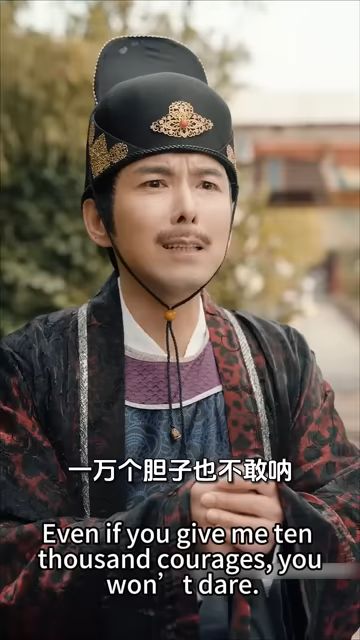 一万个胆子也不敢呐
Even if you give me ten
thousand courages, you
won't dare.